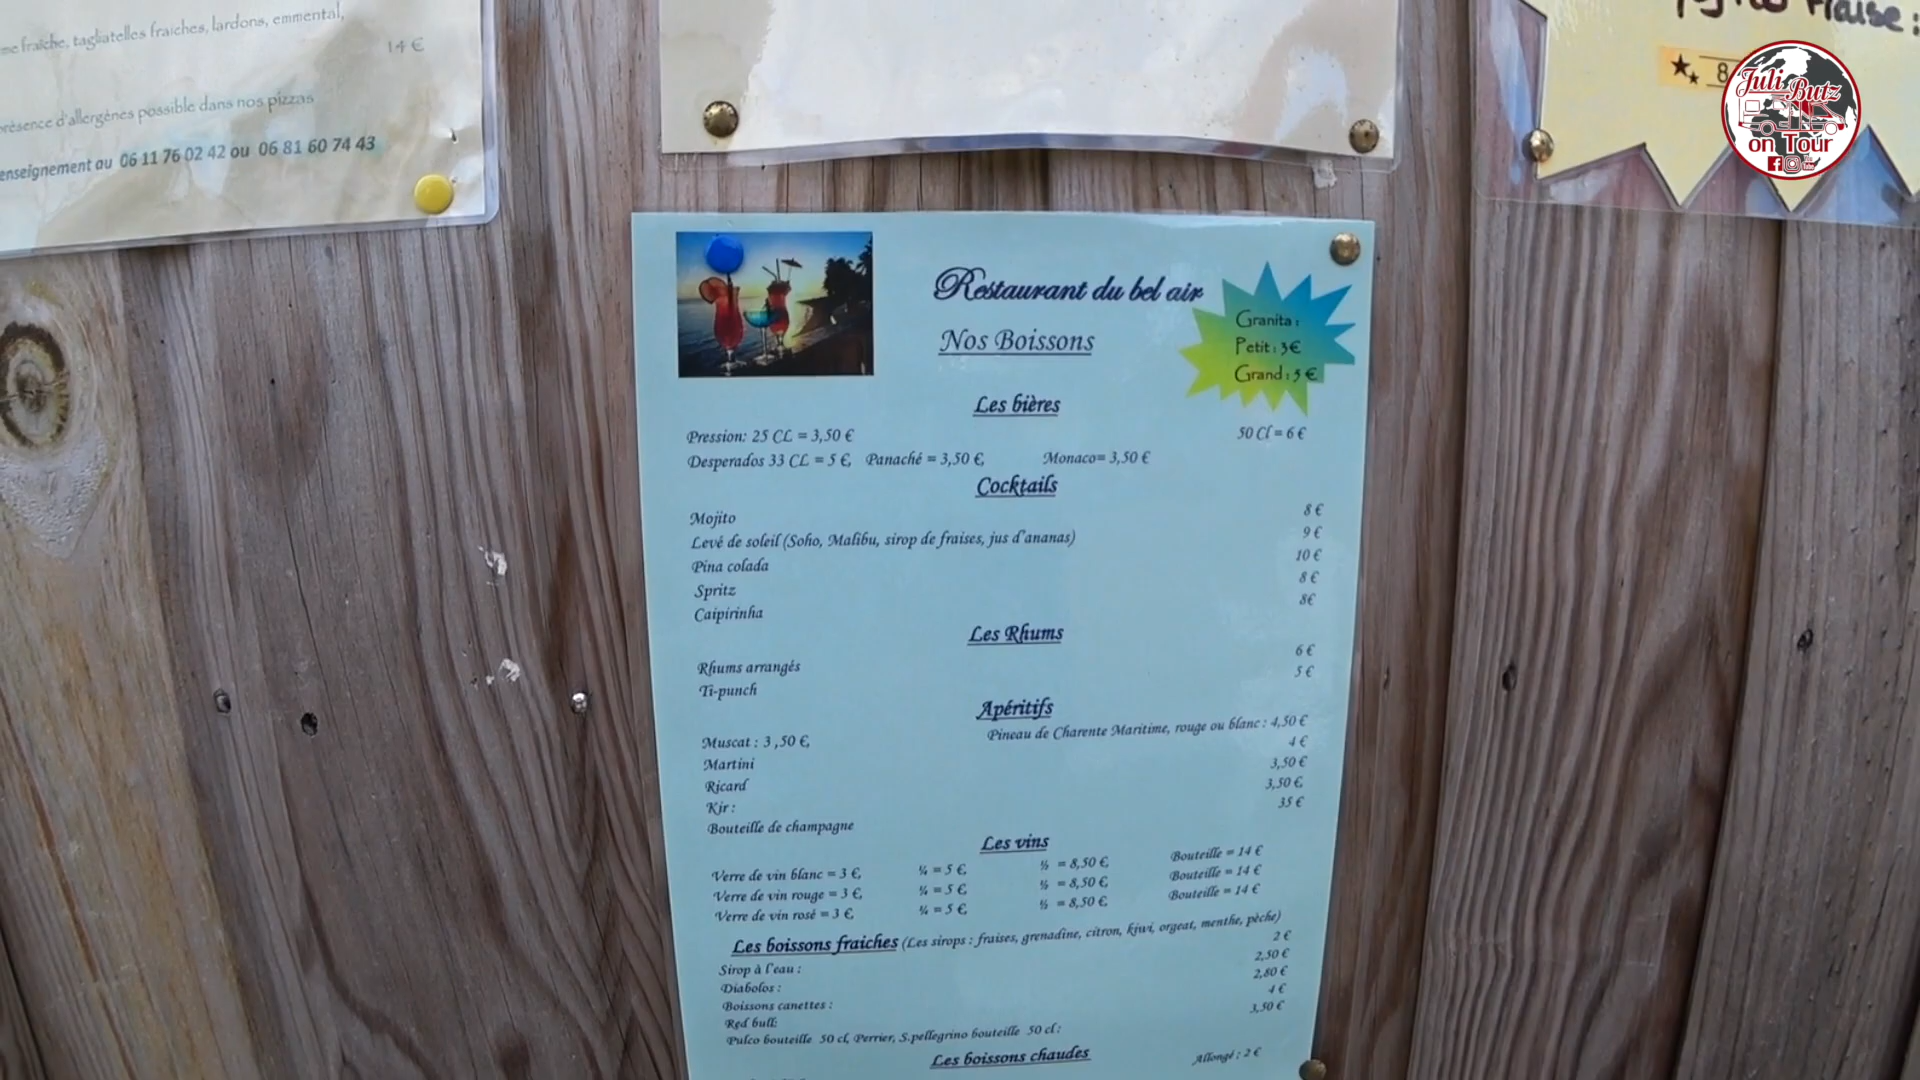 fraîche, tagliatelles fraiches, lardons, emmental,
14 €
présence d'allergènes possible dans nos pizzas
enseignement au 06 11 76 02 42 ou 06 81 60 74 43
fraise :
8
Juli Butz
on Tour
Restaurant du bel air
Nos Boissons
Granita :
Petit : 3€
Grand : 5 €
Les bières
Pression: 25 CL = 3,50 € 50 Cl = 6 €
Desperados 33 CL = 5 €, Panaché = 3,50 €, Monaco= 3,50 €
Cocktails
Mojito 8 €
Levé de soleil (Soho, Malibu, sirop de fraises, jus d'ananas) 9 €
Pina colada 10 €
Spritz 8 €
Caipirinha 8€
Les Rhums
Rhums arrangés 6 €
Ti-punch 5 €
Apéritifs
Muscat : 3 ,50 €, Pineau de Charente Maritime, rouge ou blanc : 4,50 €
Martini 4 €
Ricard 3,50 €
Kir : 3,50 €,
Bouteille de champagne 35 €
Les vins
Verre de vin blanc = 3 €, ¼ = 5 €, ½ = 8,50 €, Bouteille = 14 €
Verre de vin rouge = 3 €, ¼ = 5 €, ½ = 8,50 €, Bouteille = 14 €
Verre de vin rosé = 3 €, ¼ = 5 €, ½ = 8,50 €, Bouteille = 14 €
Les boissons fraiches (Les sirops : fraises, grenadine, citron, kiwi, orgeat, menthe, pèche)
Sirop à l'eau : 2 €
Diabolos : 2,50 €
Boissons canettes : 2,80 €
Red bull: 4 €
Pulco bouteille 50 cl, Perrier, S.pellegrino bouteille 50 cl : 3,50 €
Les boissons chaudes
Allongé : 2 €